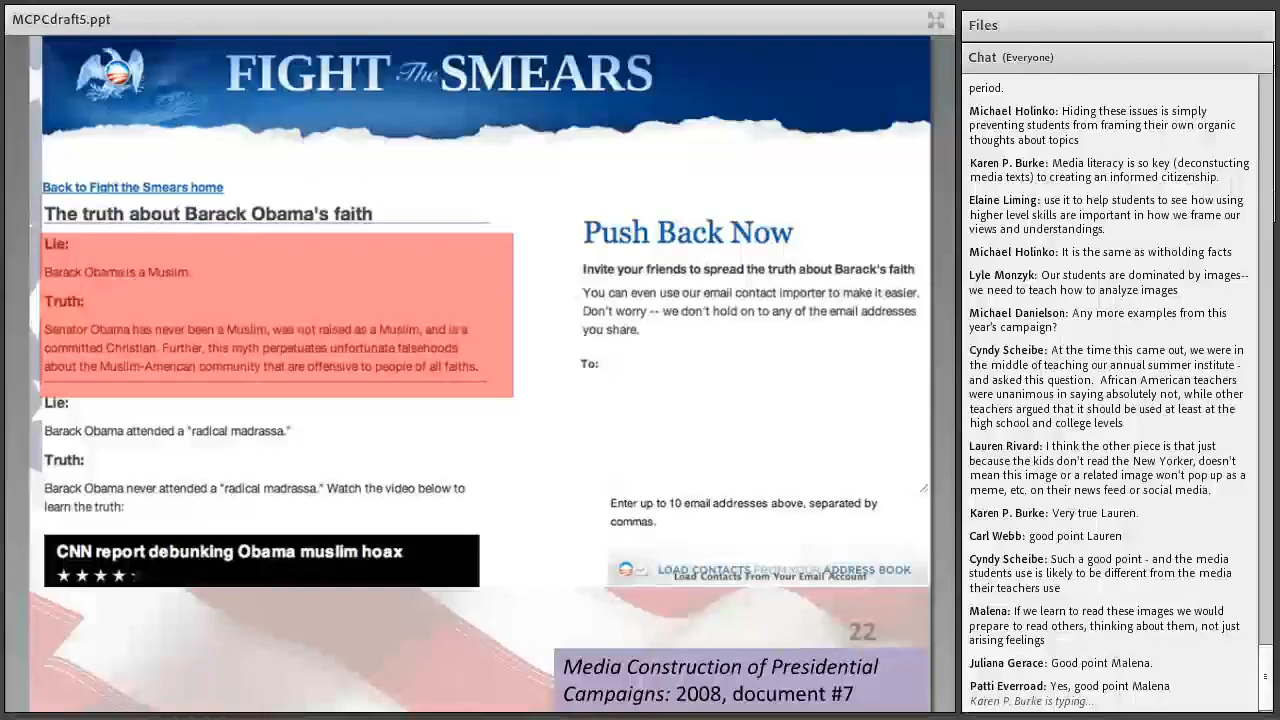 MCPCdraft5.ppt
FIGHT The SMEARS
Back to Fight the Smears home
The truth about Barack Obama's faith
Lie:
Barack Obama is a Muslim.
Truth:
Senator Obama has never been a Muslim, was not raised as a Muslim, and is a
committed Christian. Further, this myth perpetuates unfortunate falsehoods
about the Muslim-American community that are offensive to people of all faiths.
Lie:
Barack Obama attended a "radical madrassa."
Truth:
Barack Obama never attended a "radical madrassa." Watch the video below to
learn the truth:
CNN report debunking Obama muslim hoax
Push Back Now
Invite your friends to spread the truth about Barack's faith
You can even use our email contact importer to make it easier.
Don't worry -- we don't hold on to any of the email addresses
you share.
To:
Enter up to 10 email addresses above, separated by
commas.
LOAD CONTACTS FROM YOUR ADDRESS BOOK
Load Contacts From Your Email Account
22
Media Construction of Presidential
Campaigns: 2008, document #7
Files
Chat (Everyone)
period.
Michael Holinko: Hiding these issues is simply
preventing students from framing their own organic
thoughts about topics
Karen P. Burke: Media literacy is so key (deconstucting
media texts) to creating an informed citizenship.
Elaine Liming: use it to help students to see how using
higher level skills are important in how we frame our
views and understandings.
Michael Holinko: It is the same as witholding facts
Lyle Monzyk: Our students are dominated by images--
we need to teach how to analyze images
Michael Danielson: Any more examples from this
year's campaign?
Cyndy Scheibe: At the time this came out, we were in
the middle of teaching our annual summer institute -
and asked this question.  African American teachers
were unanimous in saying absolutely not, while other
teachers argued that it should be used at least at the
high school and college levels
Lauren Rivard: I think the other piece is that just
because the kids don't read the New Yorker, doesn't
mean this image or a related image won't pop up as a
meme, etc. on their news feed or social media.
Karen P. Burke: Very true Lauren.
Carl Webb: good point Lauren
Cyndy Scheibe: Such a good point - and the media
students use is likely to be different from the media
their teachers use
Malena: If we learn to read these images we would
prepare to read others, thinking about them, not just
arising feelings
Juliana Gerace: Good point Malena.
Patti Everroad: Yes, good point Malena
Karen P. Burke is typing...